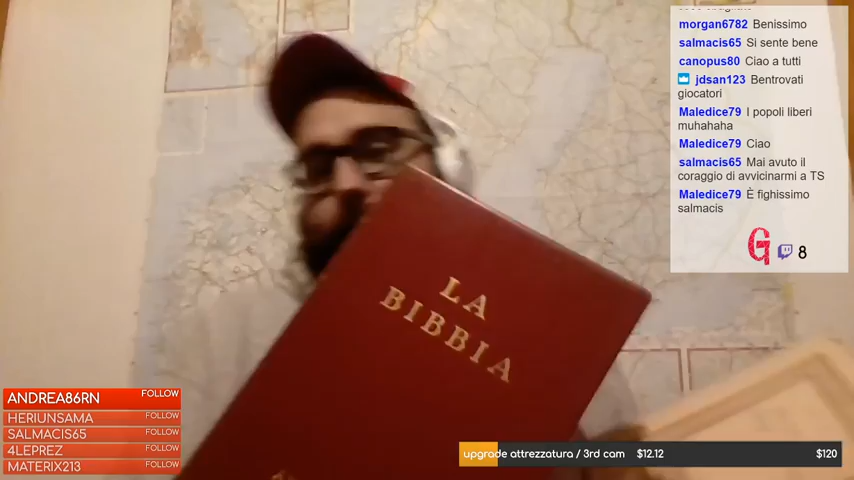 morgan6782 Benissimo
salmacis65 Si sente bene
canopus80 Ciao a tutti
jdsan123 Bentrovati
giocatori
Maledice79 I popoli liberi
muhahaha
Maledice79 Ciao
salmacis65 Mai avuto il
coraggio di avvicinarmi a TS
Maledice79 È fighissimo
salmacis
G 8
LA
BIBBIA
ANDREA86RN FOLLOW
HERIUNSAMA FOLLOW
SALMACIS65 FOLLOW
4LEPREZ FOLLOW
MATERIX213 FOLLOW
upgrade attrezzatura / 3rd cam $12.12 $120